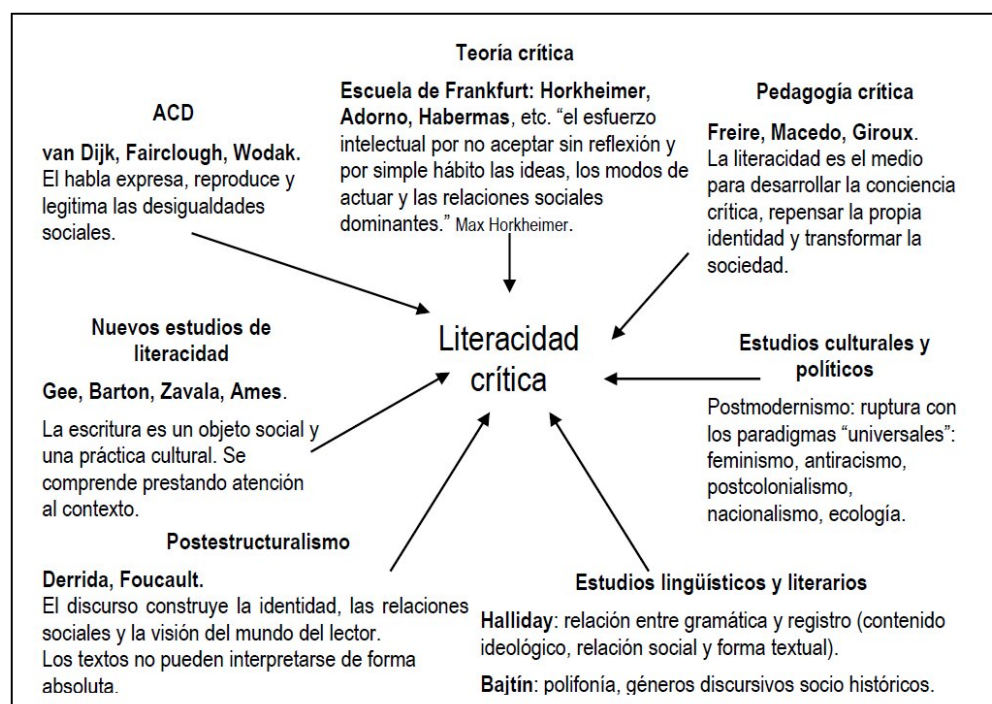 Teoría crítica
Escuela de Frankfurt: Horkheimer,
Adorno, Habermas, etc. “el esfuerzo
intelectual por no aceptar sin reflexión y
por simple hábito las ideas, los modos de
actuar y las relaciones sociales
dominantes.” Max Horkheimer.
ACD
van Dijk, Fairclough, Wodak.
El habla expresa, reproduce y
legitima las desigualdades
sociales.
Pedagogía crítica
Freire, Macedo, Giroux.
La literacidad es el medio
para desarrollar la conciencia
crítica, repensar la propia
identidad y transformar la
sociedad.
Literacidad
crítica
Nuevos estudios de
literacidad
Gee, Barton, Zavala, Ames.
La escritura es un objeto social y
una práctica cultural. Se
comprende prestando atención
al contexto.
Estudios culturales y
políticos
Postmodernismo: ruptura con
los paradigmas “universales”:
feminismo, antiracismo,
postcolonialismo,
nacionalismo, ecología.
Postestructuralismo
Derrida, Foucault.
El discurso construye la identidad, las relaciones
sociales y la visión del mundo del lector.
Los textos no pueden interpretarse de forma
absoluta.
Estudios lingüísticos y literarios
Halliday: relación entre gramática y registro (contenido
ideológico, relación social y forma textual).
Bajtín: polifonía, géneros discursivos socio históricos.